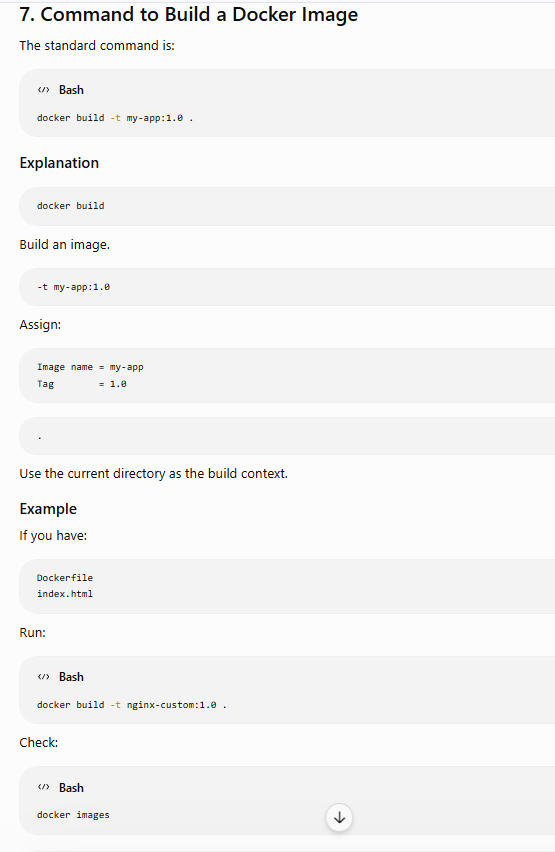 7. Command to Build a Docker Image
The standard command is:
</> Bash
docker build -t my-app:1.0 .
Explanation
docker build
Build an image.
-t my-app:1.0
Assign:
Image name = my-app
Tag        = 1.0
.
Use the current directory as the build context.
Example
If you have:
Dockerfile
index.html
Run:
</> Bash
docker build -t nginx-custom:1.0 .
Check:
</> Bash
docker images